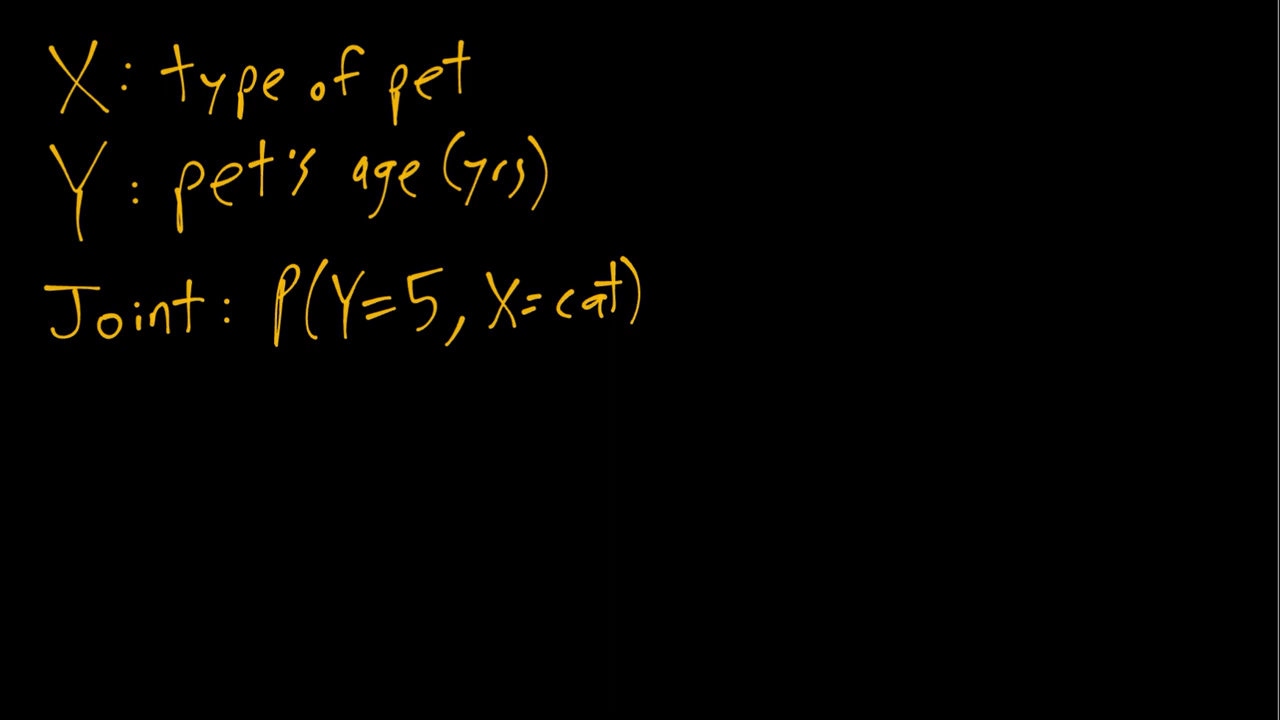 X: type of pet
Y: pet's age (yrs)
Joint: P(Y=5, X=cat)